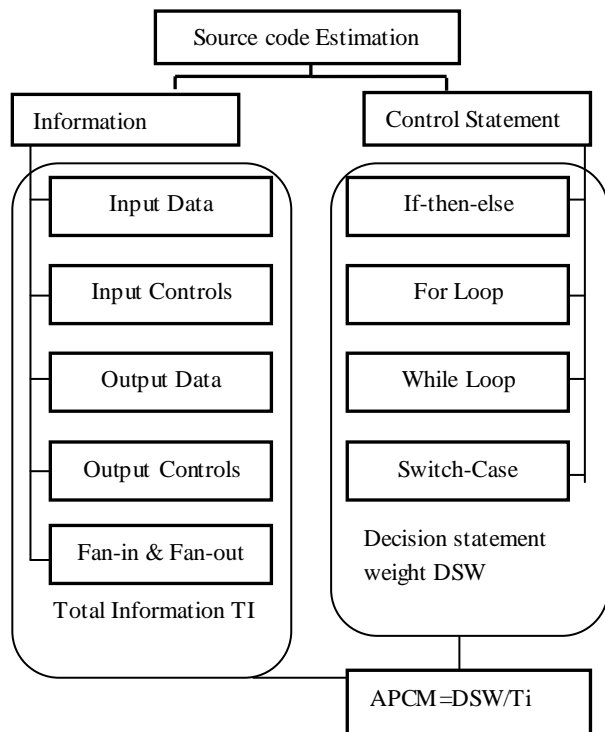 Source code Estimation
Information
Control Statement
Input Data
Input Controls
Output Data
Output Controls
Fan-in & Fan-out
Total Information TI
If-then-else
For Loop
While Loop
Switch-Case
Decision statement
weight DSW
APCM=DSW/Ti